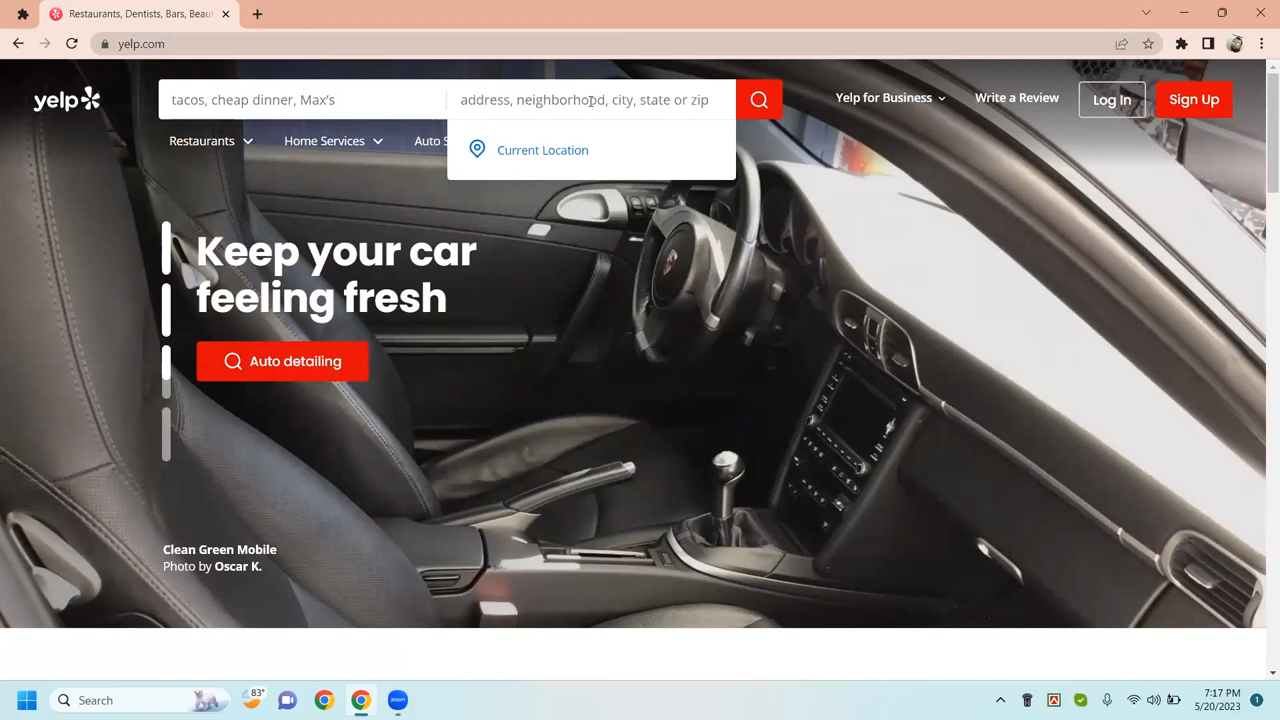 Restaurants, Dentists, Bars, Beau
yelp.com
yelp
tacos, cheap dinner, Max's
address, neighborhood, city, state or zip
Yelp for Business
Write a Review
Log In
Sign Up
Restaurants
Home Services
Auto S
Current Location
Keep your car
feeling fresh
Auto detailing
Clean Green Mobile
Photo by Oscar K.
Search
83°
zoom
7:17 PM
5/20/2023
1